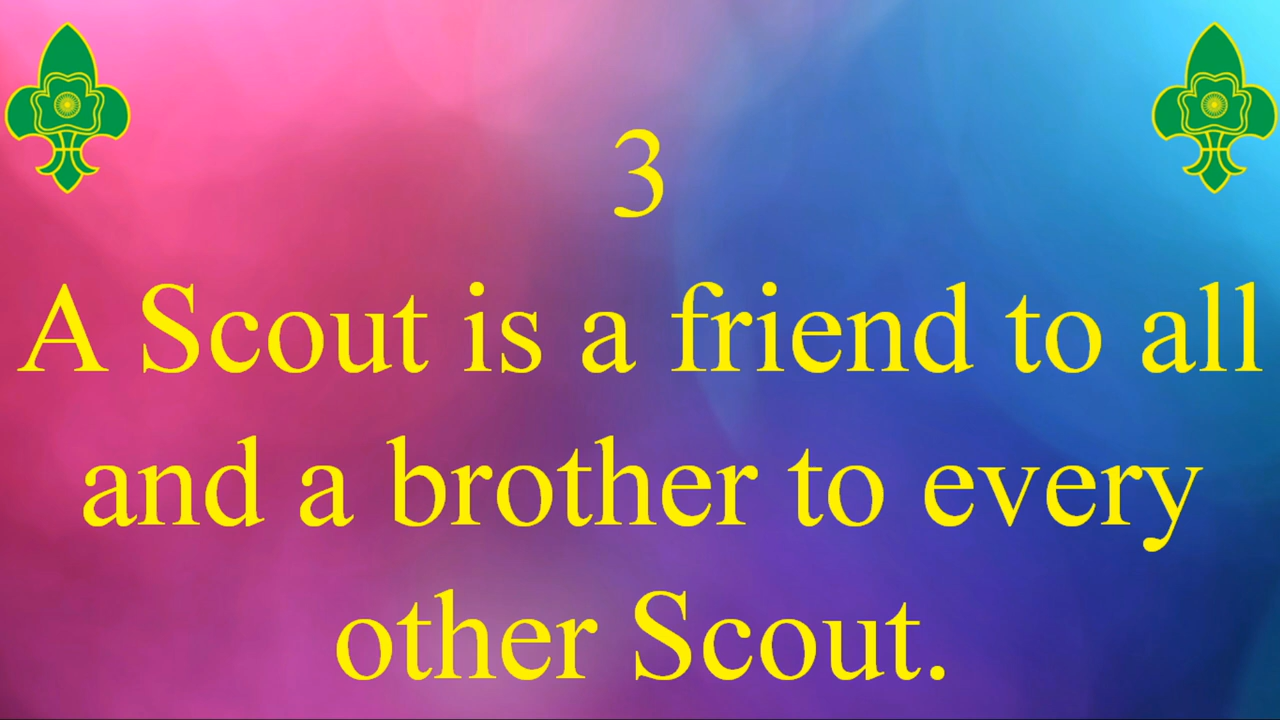 3
A Scout is a friend to all
and a brother to every
other Scout.